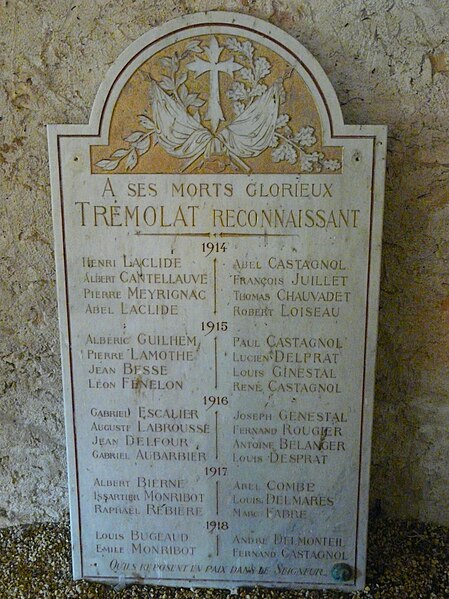 A SES MORTS GLORIEUX
TRÉMOLAT RECONNAISSANT
1914
HENRI LACLIDE ABEL CASTAGNOL
ALBERT CANTELLAUVE FRANÇOIS JUILLET
PIERRE MEYRIGNAC THOMAS CHAUVADET
ABEL LACLIDE ROBERT LOISEAU
1915
ALBÉRIC GUILHEM PAUL CASTAGNOL
PIERRE LAMOTHE LUCIEN DELPRAT
JEAN BESSE LOUIS GINESTAL
LÉON FÉNELON RENÉ CASTAGNOL
1916
GABRIEL ESCALIER JOSEPH GENESTAL
AUGUSTE LABROUSSE FERNAND ROUGIER
JEAN DELFOUR ANTOINE BÉLANGER
GABRIEL AUBARBIER LOUIS DESPRAT
1917
ALBERT BIERNE ABEL COMBE
ISSARTIER MONRIBOT LOUIS DELMARES
RAPHAËL RÉBIÈRE MARC FABRE
1918
LOUIS BUGEAUD ANDRÉ DELMONTEIL
EMILE MONRIBOT FERNAND CASTAGNOL
QU'ILS REPOSENT EN PAIX DANS LE SEIGNEUR